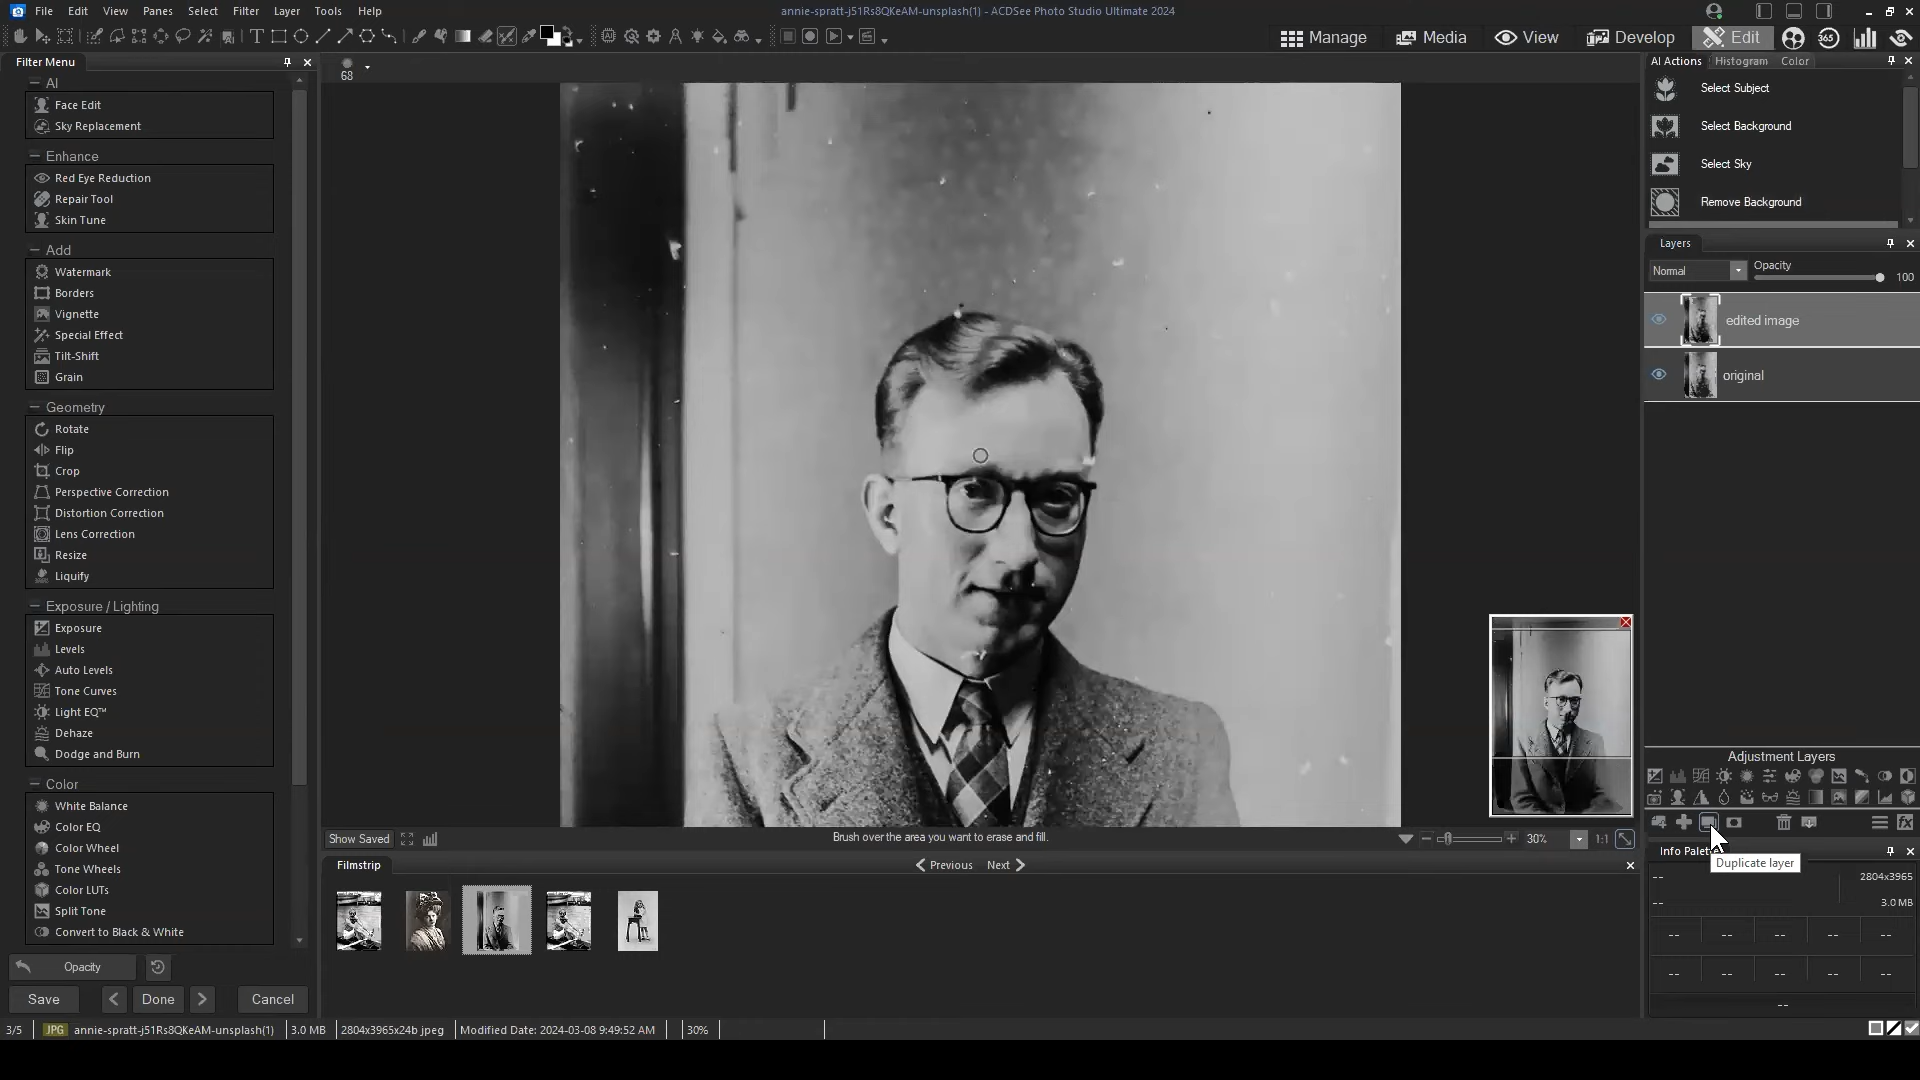 File Edit View Panes Select Filter Layer Tools Help
annie-spratt-j51Rs8QKeAM-unsplash(1) - ACDSee Photo Studio Ultimate 2024
Manage Media View Develop Edit 365
Filter Menu
AI
Face Edit
Sky Replacement
Enhance
Red Eye Reduction
Repair Tool
Skin Tune
Add
Watermark
Borders
Vignette
Special Effect
Tilt-Shift
Grain
Geometry
Rotate
Flip
Crop
Perspective Correction
Distortion Correction
Lens Correction
Resize
Liquify
Exposure / Lighting
Exposure
Levels
Auto Levels
Tone Curves
Light EQ™
Dehaze
Dodge and Burn
Color
White Balance
Color EQ
Color Wheel
Tone Wheels
Color LUTs
Split Tone
Convert to Black & White
Opacity
Save Done Cancel
68
Show Saved
Brush over the area you want to erase and fill.
30% 1:1
Filmstrip
Previous Next
AI Actions Histogram Color
Select Subject
Select Background
Select Sky
Remove Background
Layers
Normal Opacity 100
edited image
original
Adjustment Layers
fx
Info Palette
Duplicate layer
-- 2804x3965
-- 3.0 MB
-- -- -- -- --
-- -- -- -- --
--
3/5 JPG annie-spratt-j51Rs8QKeAM-unsplash(1) 3.0 MB 2804x3965x24b jpeg Modified Date: 2024-03-08 9:49:52 AM 30%